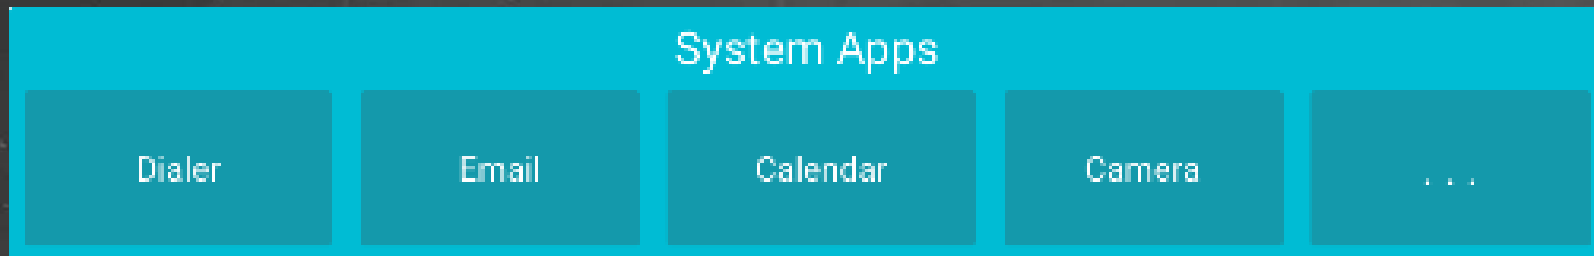 System Apps
Dialer Email Calendar Camera . . .